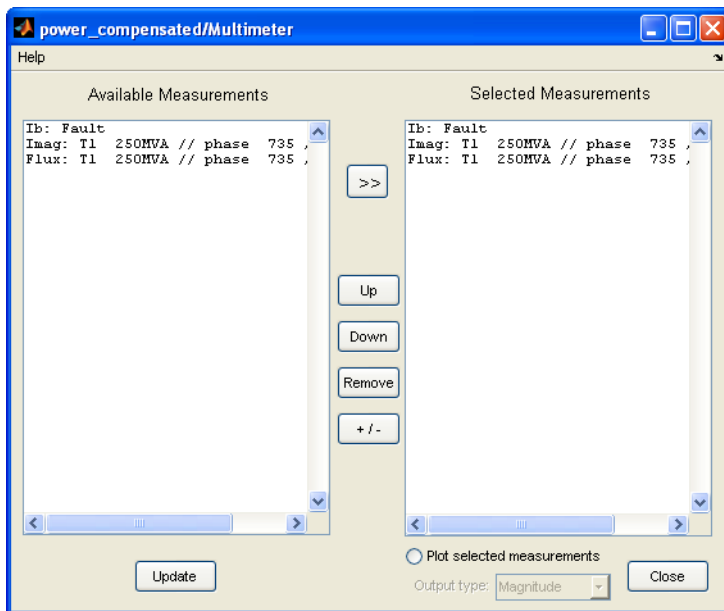 power_compensated/Multimeter
Help
Available Measurements
Selected Measurements
Ib: Fault
Imag: T1  250MVA // phase  735 ,
Flux: T1  250MVA // phase  735 ,
Ib: Fault
Imag: T1  250MVA // phase  735 ,
Flux: T1  250MVA // phase  735 ,
>>
Up
Down
Remove
+ / -
Update
Plot selected measurements
Output type: Magnitude
Close